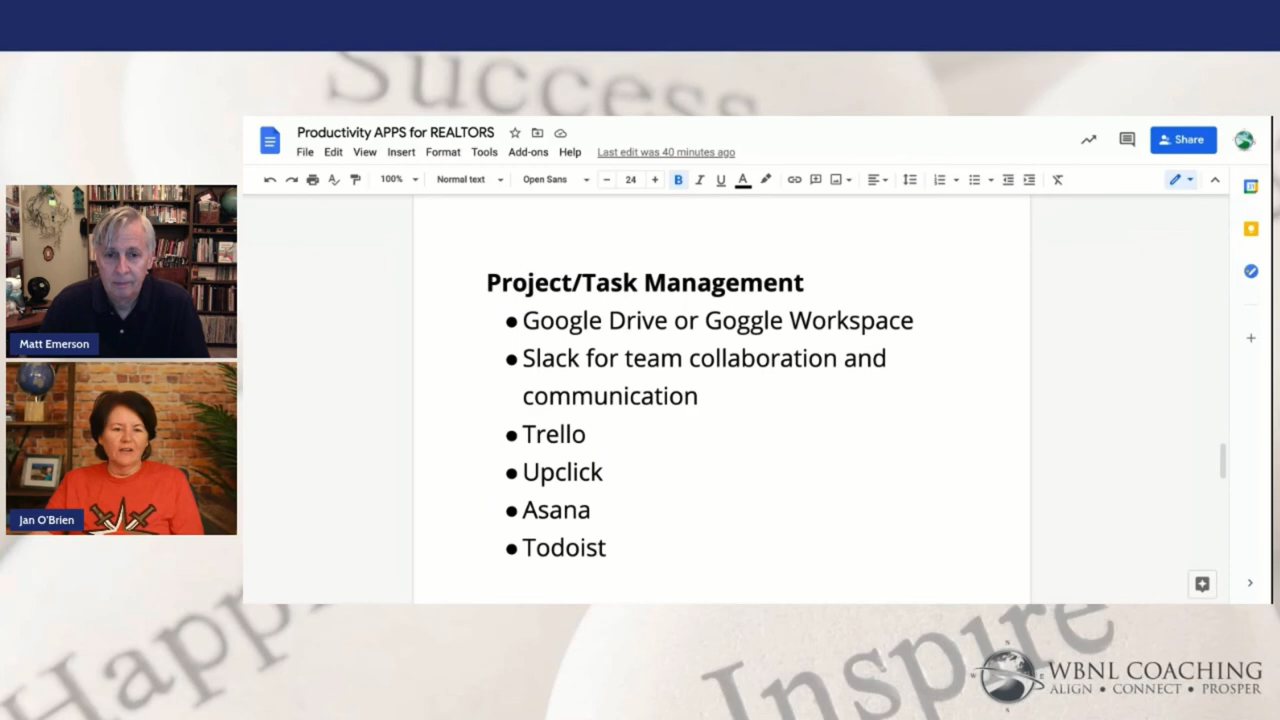 Success
Productivity APPS for REALTORS
File Edit View Insert Format Tools Add-ons Help Last edit was 40 minutes ago
Share
100% Normal text Open Sans - 24 + B I U A
Project/Task Management
● Google Drive or Goggle Workspace
● Slack for team collaboration and
communication
● Trello
● Upclick
● Asana
● Todoist
Matt Emerson
Jan O'Brien
Happi
Inspire
WBNL COACHING
ALIGN • CONNECT • PROSPER